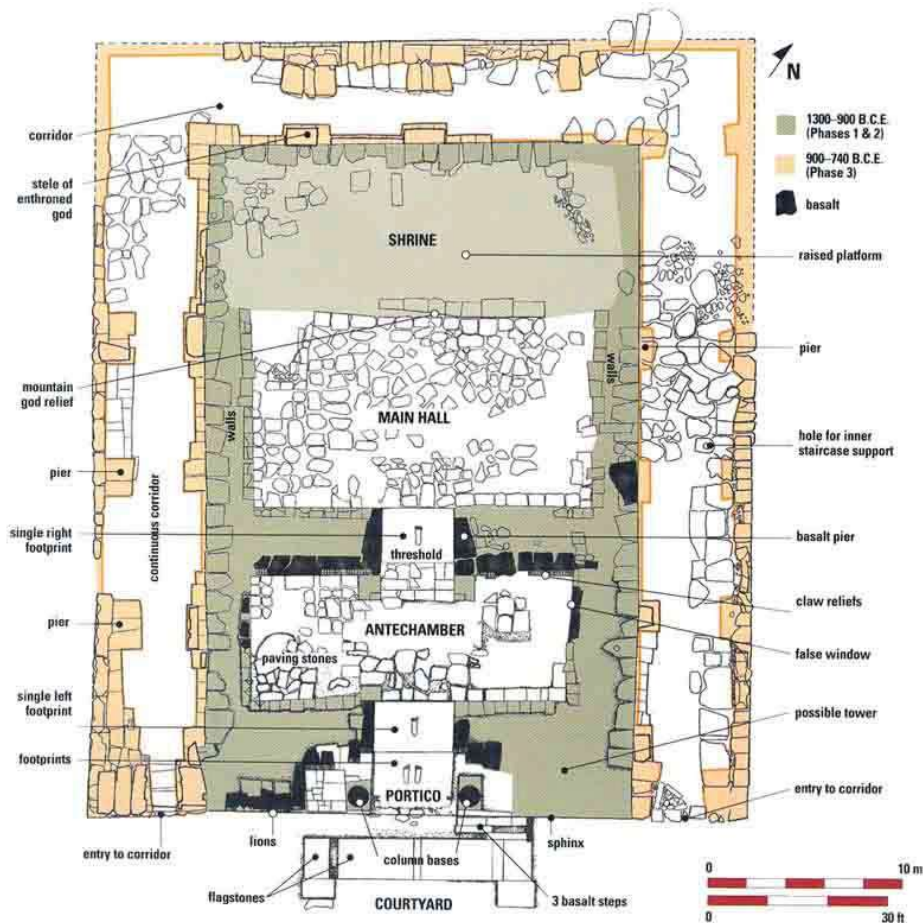 N
1300–900 B.C.E.
(Phases 1 & 2)
900–740 B.C.E.
(Phase 3)
basalt
corridor
stele of
enthroned
god
SHRINE
raised platform
walls
walls
pier
mountain
god relief
MAIN HALL
hole for inner
staircase support
pier
continuous corridor
single right
footprint
threshold
basalt pier
claw reliefs
pier
ANTECHAMBER
false window
paving stones
single left
footprint
possible tower
footprints
PORTICO
entry to corridor
entry to corridor
lions
column bases
sphinx
flagstones
COURTYARD
3 basalt steps
0
10 m
0
30 ft